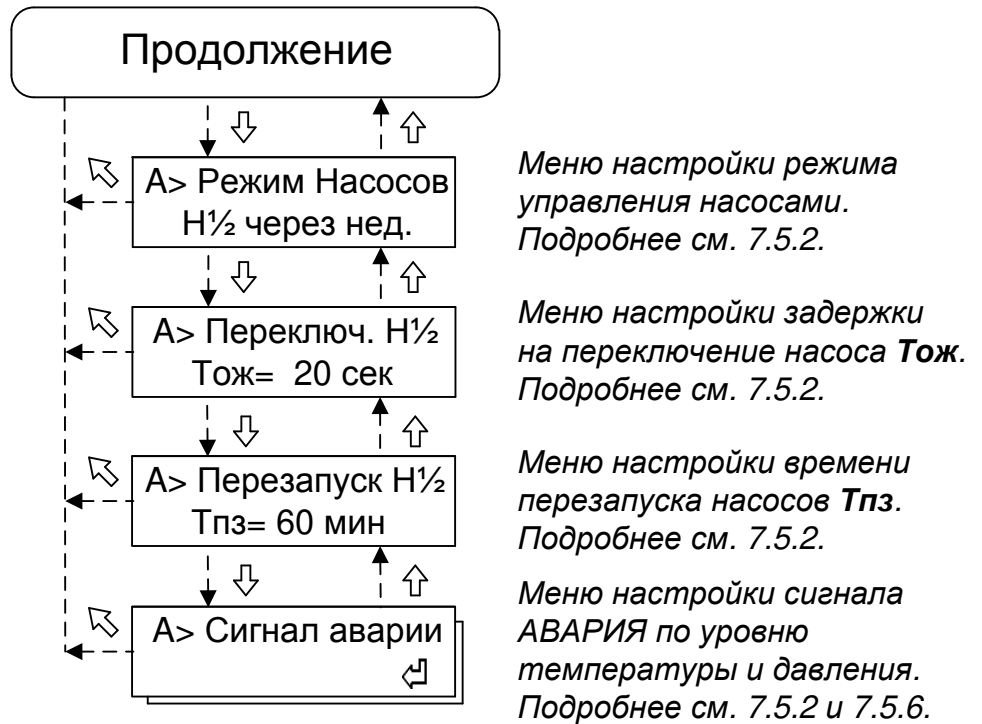 Продолжение
А> Режим Насосов
Н½ через нед.
Меню настройки режима
управления насосами.
Подробнее см. 7.5.2.
А> Переключ. Н½
Тож= 20 сек
Меню настройки задержки
на переключение насоса Тож.
Подробнее см. 7.5.2.
А> Перезапуск Н½
Тпз= 60 мин
Меню настройки времени
перезапуска насосов Тпз.
Подробнее см. 7.5.2.
А> Сигнал аварии
Меню настройки сигнала
АВАРИЯ по уровню
температуры и давления.
Подробнее см. 7.5.2 и 7.5.6.